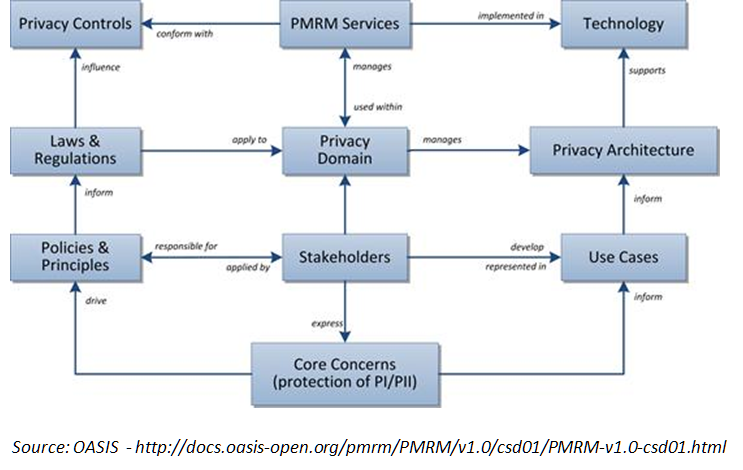 Privacy Controls
conform with
PMRM Services
implemented in
Technology
influence
manages
supports
used within
Laws &
Regulations
apply to
Privacy
Domain
manages
Privacy Architecture
inform
inform
Policies &
Principles
responsible for
applied by
Stakeholders
develop
represented in
Use Cases
drive
express
inform
Core Concerns
(protection of PI/PII)
Source: OASIS - http://docs.oasis-open.org/pmrm/PMRM/v1.0/csd01/PMRM-v1.0-csd01.html